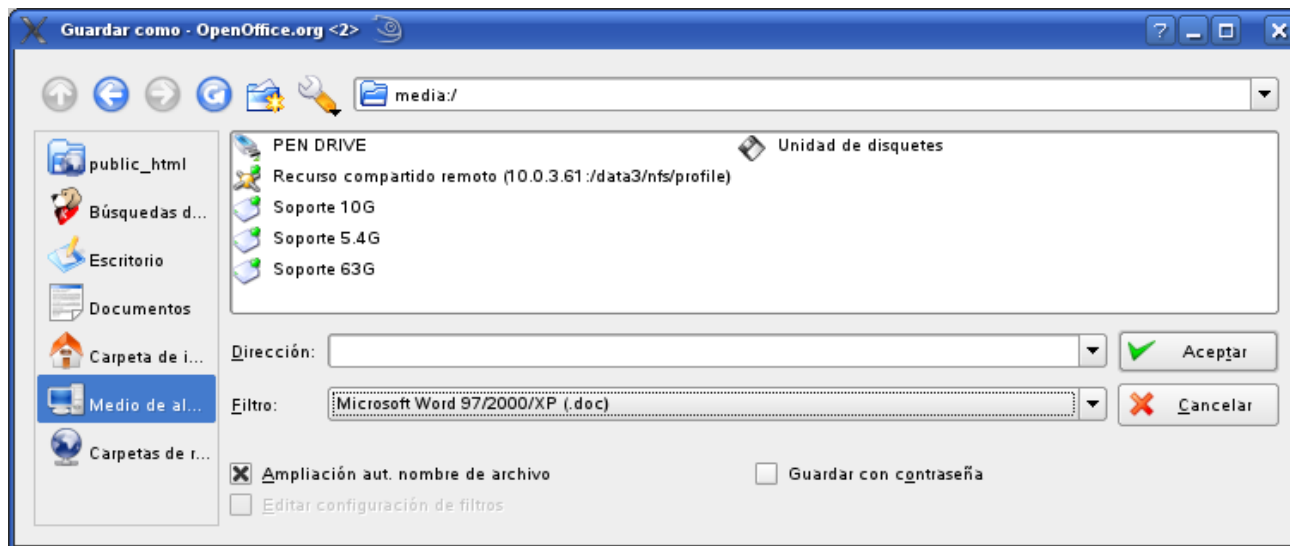 Guardar como - OpenOffice.org <2>
media:/
public_html
Búsquedas d...
Escritorio
Documentos
Carpeta de i...
Medio de al...
Carpetas de r...
PEN DRIVE
Unidad de disquetes
Recurso compartido remoto (10.0.3.61:/data3/nfs/profile)
Soporte 10G
Soporte 5.4G
Soporte 63G
Dirección:
Aceptar
Filtro:
Microsoft Word 97/2000/XP (.doc)
Cancelar
Ampliación aut. nombre de archivo
Guardar con contraseña
Editar configuración de filtros